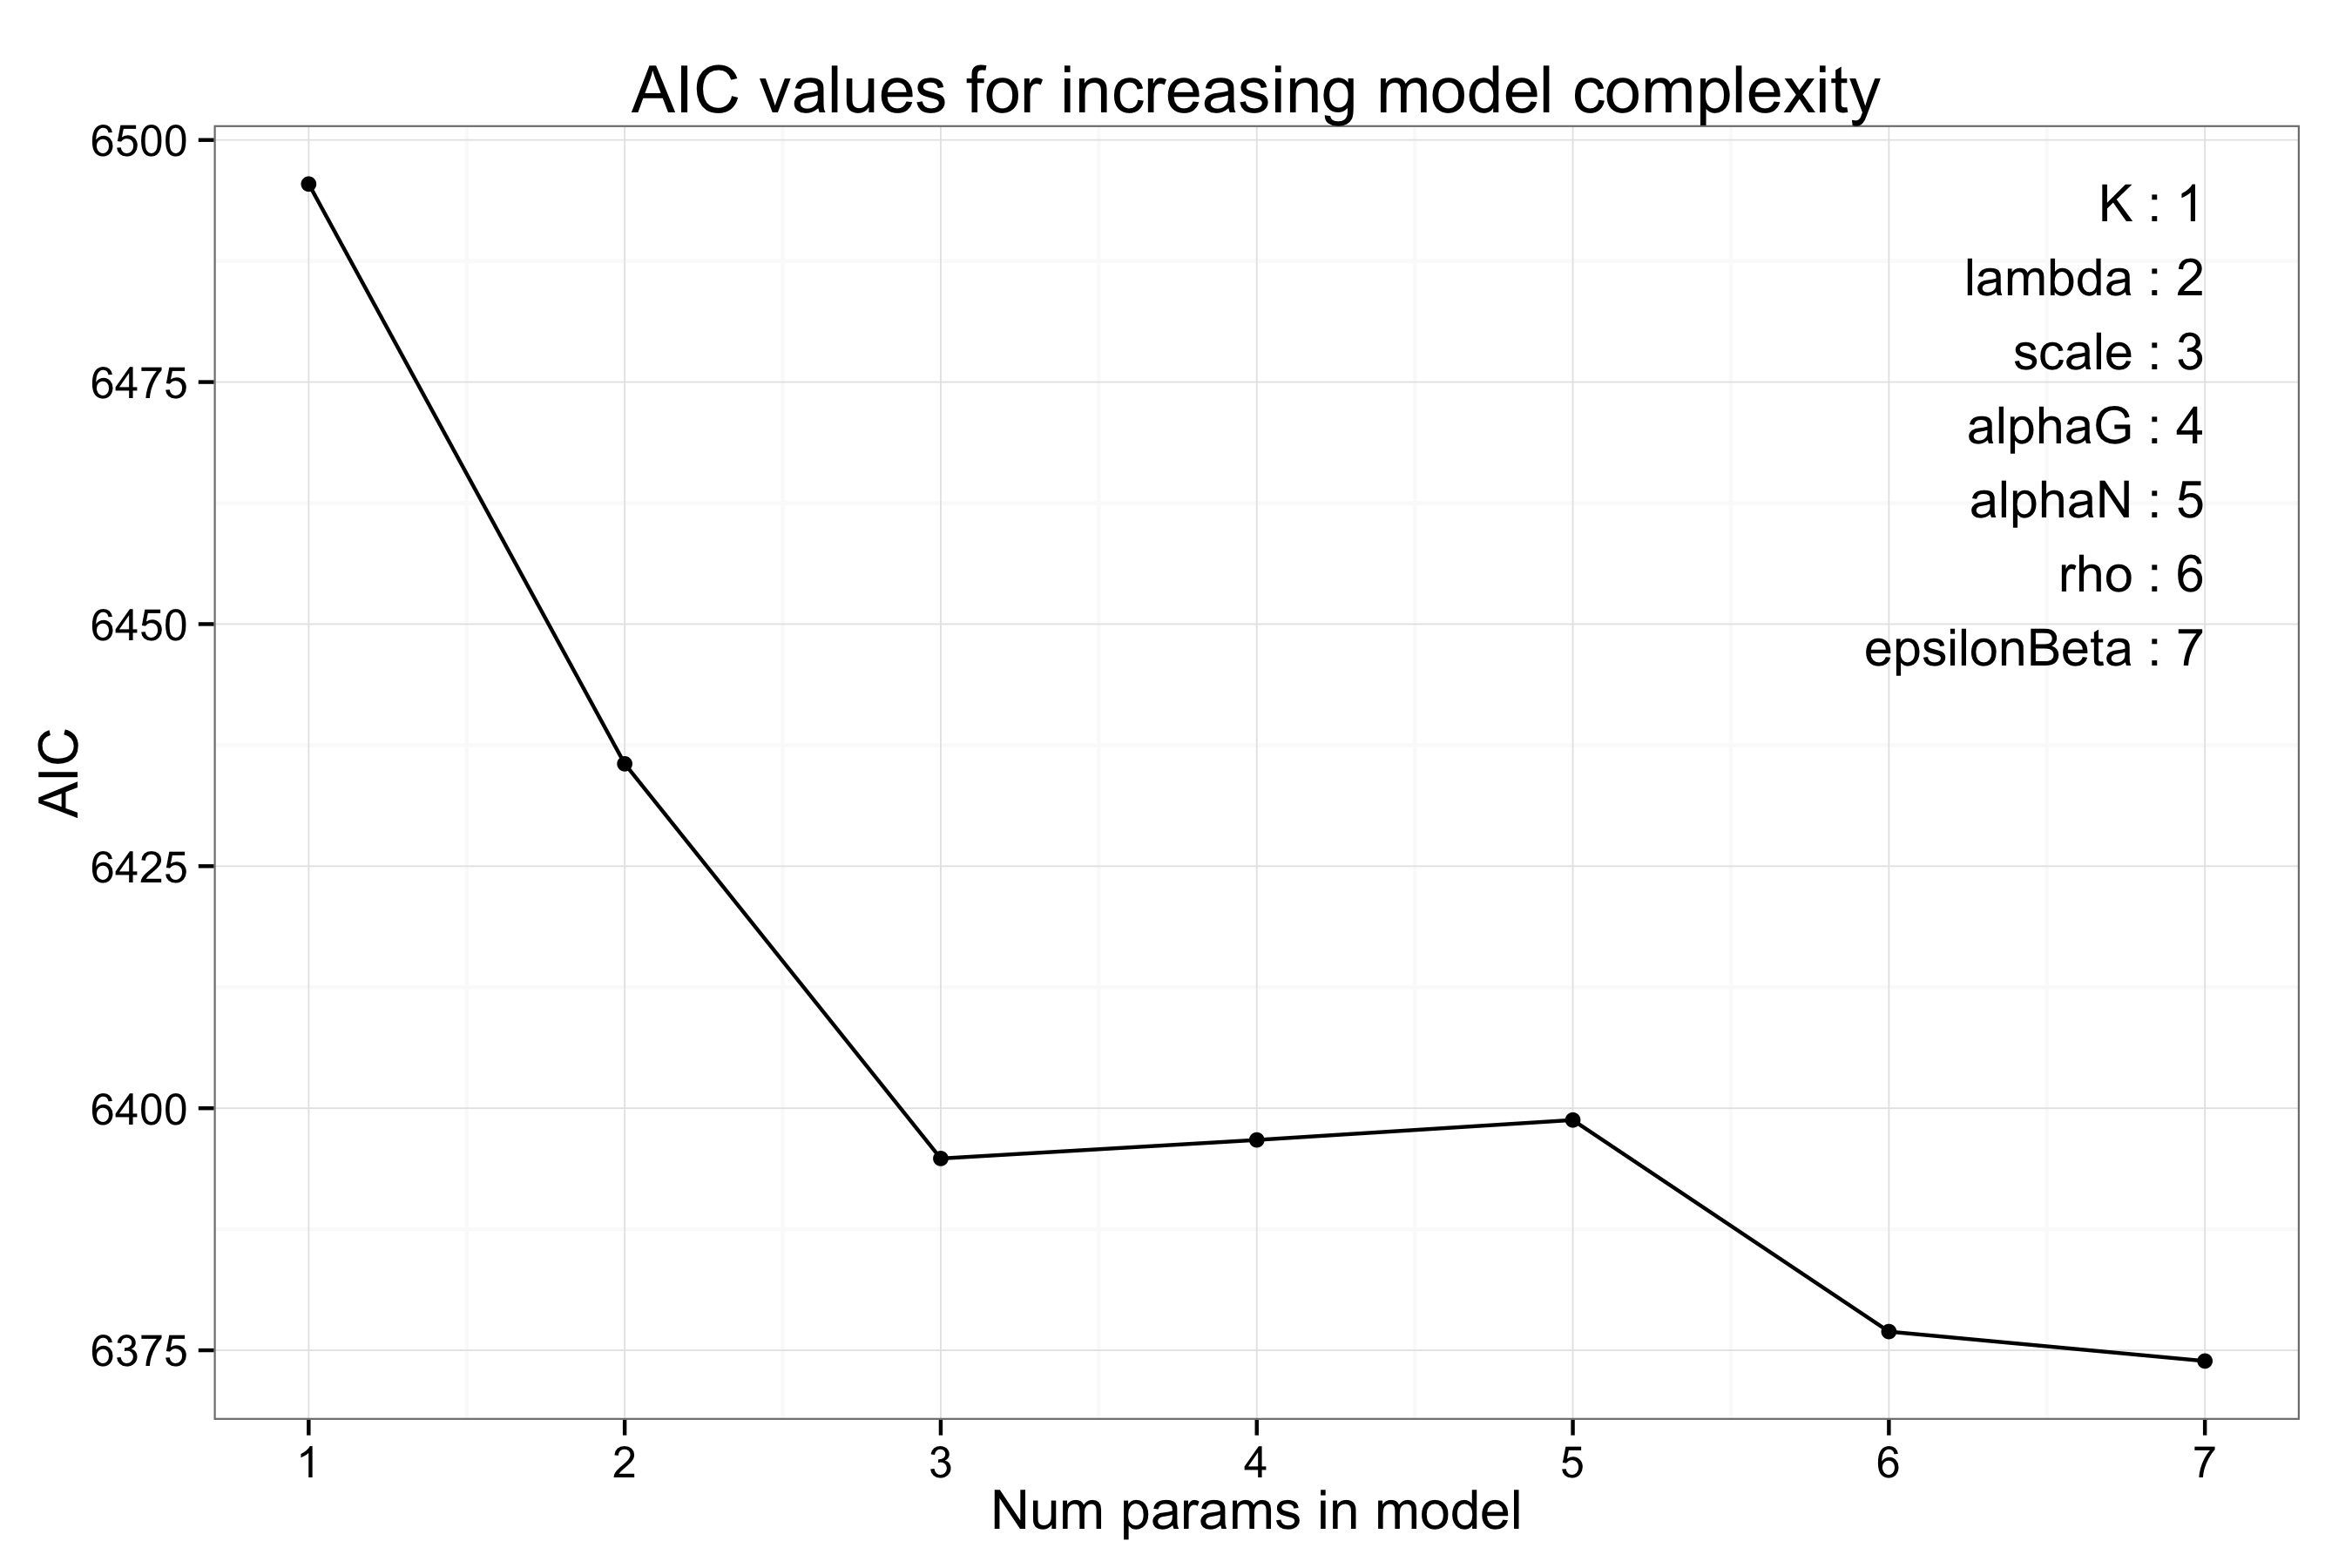 AIC values for increasing model complexity
6500
6475
6450
6425
6400
6375
AIC
K : 1
lambda : 2
scale : 3
alphaG : 4
alphaN : 5
rho : 6
epsilonBeta : 7
1 2 3 4 5 6 7
Num params in model